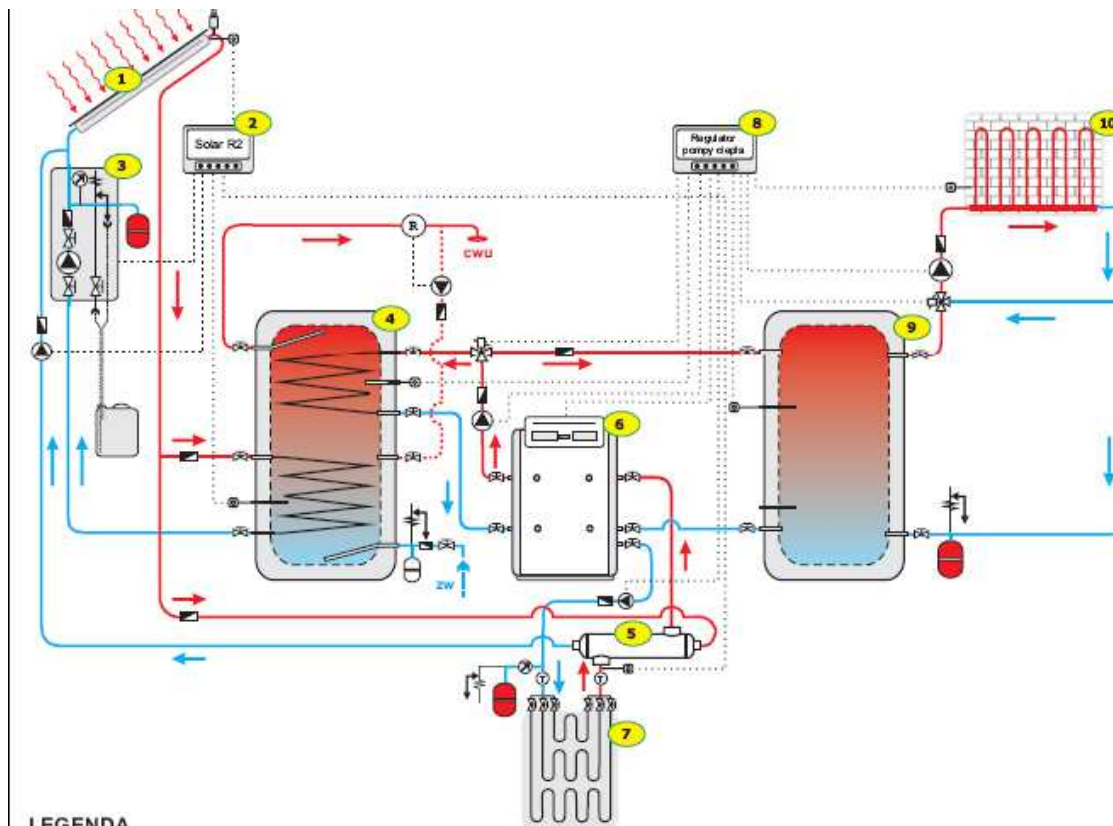 1
2
Solar R2
8
Regulator
pompy ciepła
10
3
R
CWU
4
9
6
ZW
5
T
T
7
LEGENDA